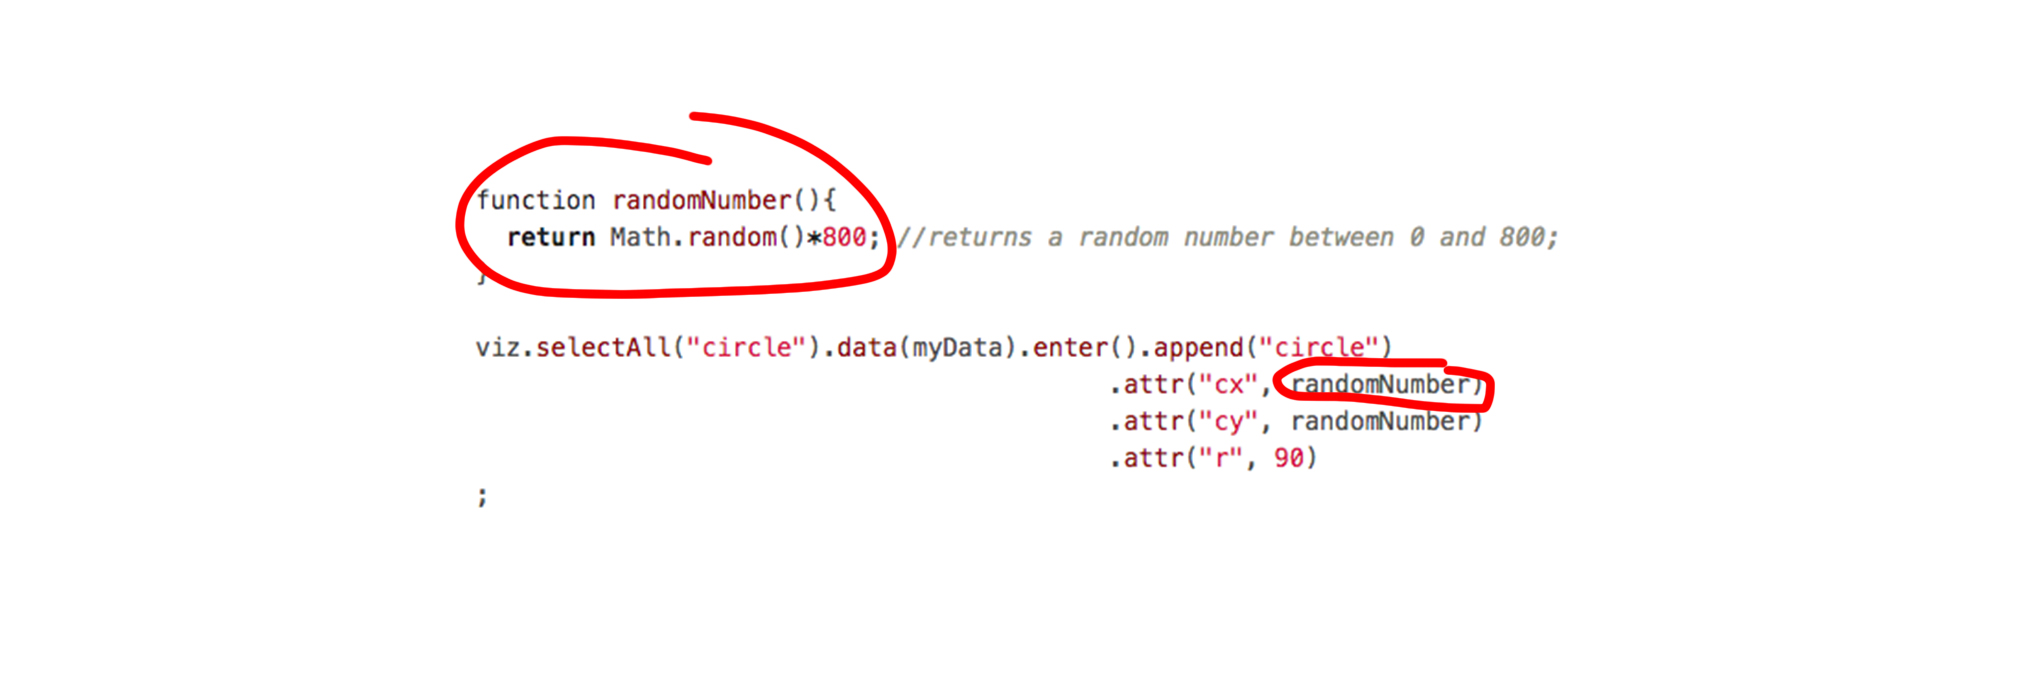 function randomNumber(){
return Math.random()*800; //returns a random number between 0 and 800;
}
viz.selectAll("circle").data(myData).enter().append("circle")
.attr("cx", randomNumber)
.attr("cy", randomNumber)
.attr("r", 90)
;